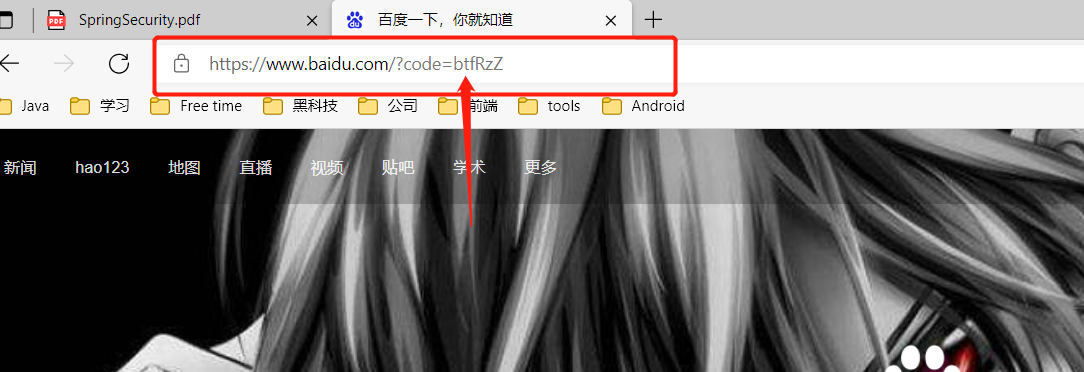 SpringSecurity.pdf
百度一下，你就知道
https://www.baidu.com/?code=btfRzZ
Java 学习 Free time 黑科技 公司 前端 tools Android
新闻 hao123 地图 直播 视频 贴吧 学术 更多